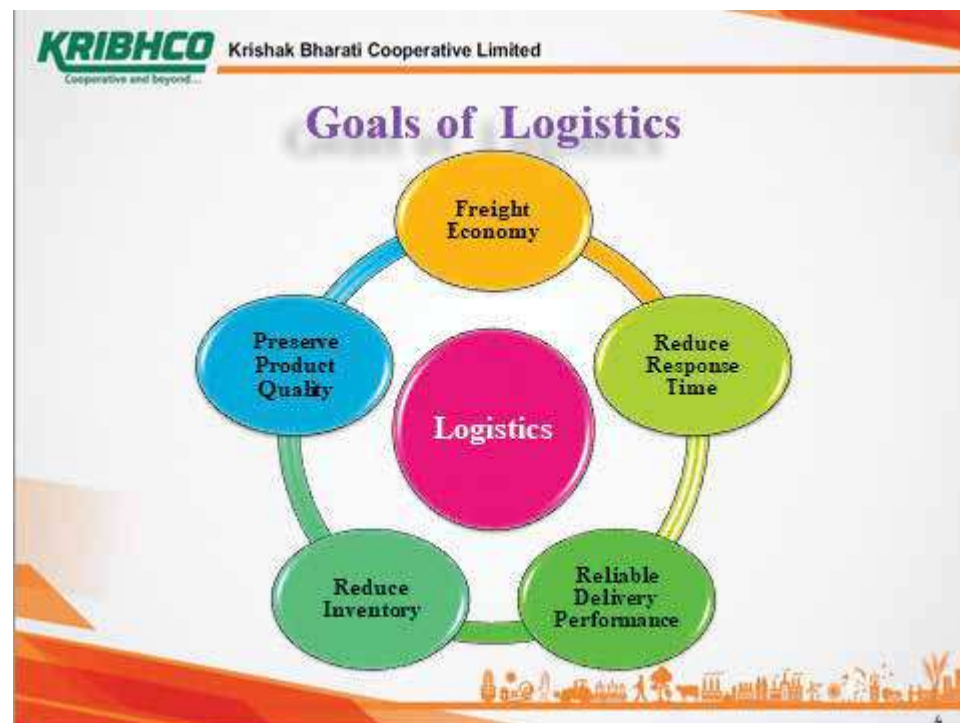 KRIBHCO
Krishak Bharati Cooperative Limited
Cooperative and beyond...
Goals of Logistics
Freight
Economy
Reduce
Response
Time
Reliable
Delivery
Performance
Reduce
Inventory
Preserve
Product
Quality
Logistics
4